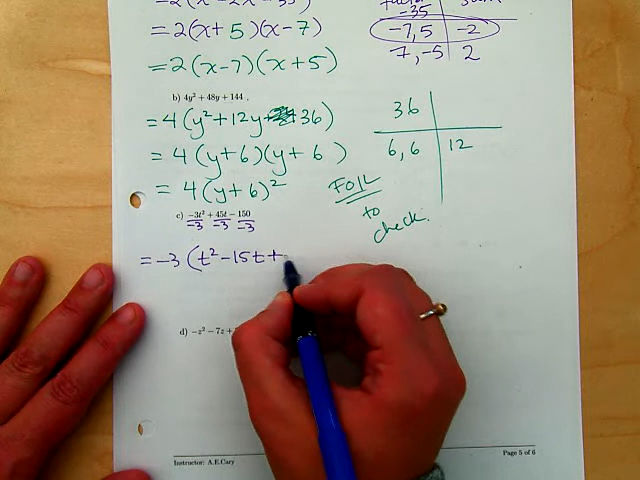 = 2(x + 5)(x - 7)
= 2(x - 7)(x + 5)
-35
-7, 5 | -2
7, -5 | 2
b) 4y² + 48y + 144 .
= 4(y² + 12y + 36)
= 4(y + 6)(y + 6)
= 4(y + 6)²
36
6, 6 | 12
FOIL
to
check.
c) -3t² + 45t - 150
-3 -3 -3
= -3(t² - 15t +
d) -z² - 7z +
Instructor: A.E.Cary
Page 5 of 6